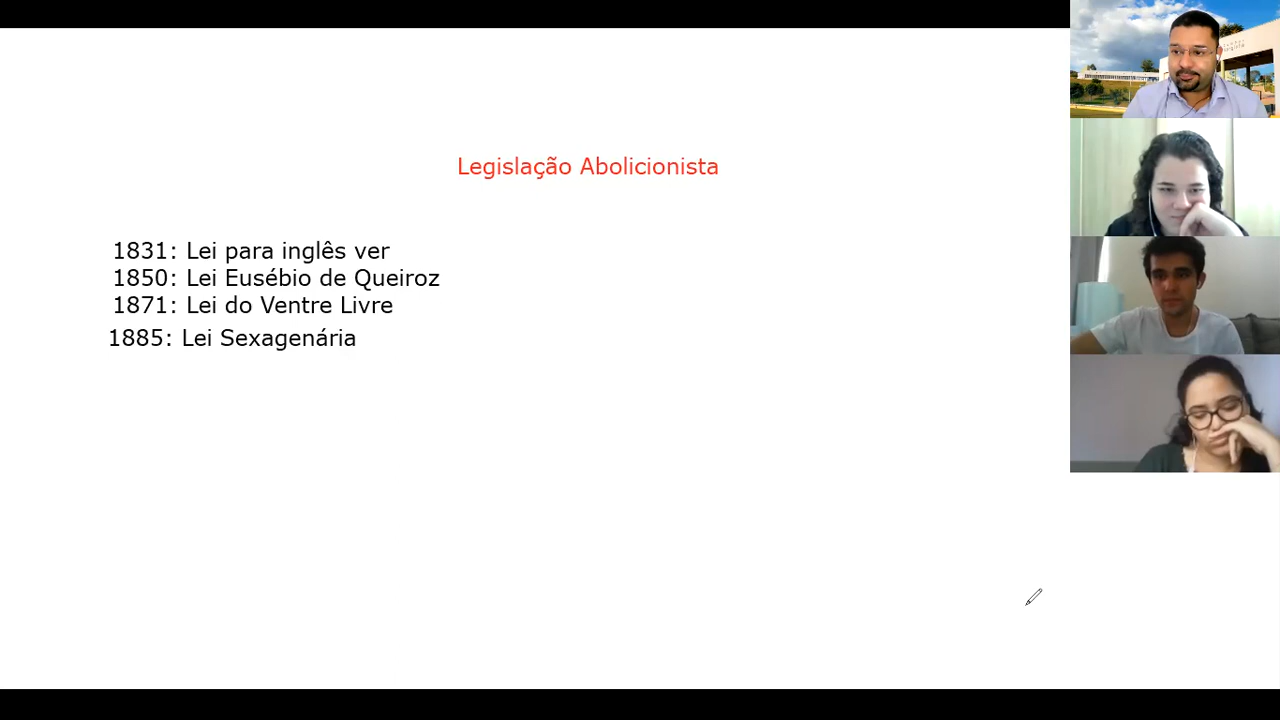 Legislação Abolicionista
1831: Lei para inglês ver
1850: Lei Eusébio de Queiroz
1871: Lei do Ventre Livre
1885: Lei Sexagenária